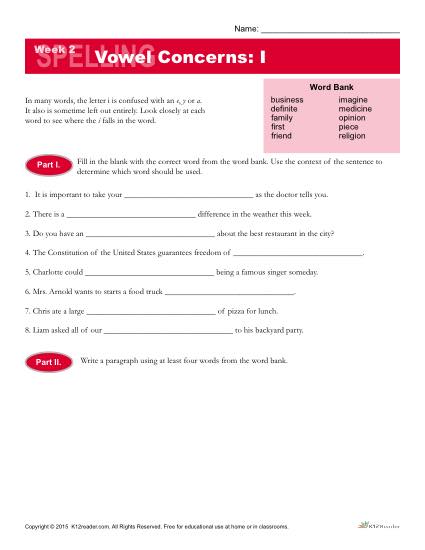 Name: ____________________
Week 2
SPELLING
Vowel Concerns: I
In many words, the letter i is confused with an e, y or a.
It also is sometime left out entirely. Look closely at each
word to see where the i falls in the word.
Word Bank
business imagine
definite medicine
family opinion
first piece
friend religion
Part I.
Fill in the blank with the correct word from the word bank. Use the context of the sentence to
determine which word should be used.
1. It is important to take your ____________________ as the doctor tells you.
2. There is a ____________________ difference in the weather this week.
3. Do you have an ____________________ about the best restaurant in the city?
4. The Constitution of the United States guarantees freedom of ____________________.
5. Charlotte could ____________________ being a famous singer someday.
6. Mrs. Arnold wants to starts a food truck ____________________.
7. Chris ate a large ____________________ of pizza for lunch.
8. Liam asked all of our ____________________ to his backyard party.
Part II.
Write a paragraph using at least four words from the word bank.
Copyright © 2015 K12reader.com. All Rights Reserved. Free for educational use at home or in classrooms.
K12Reader